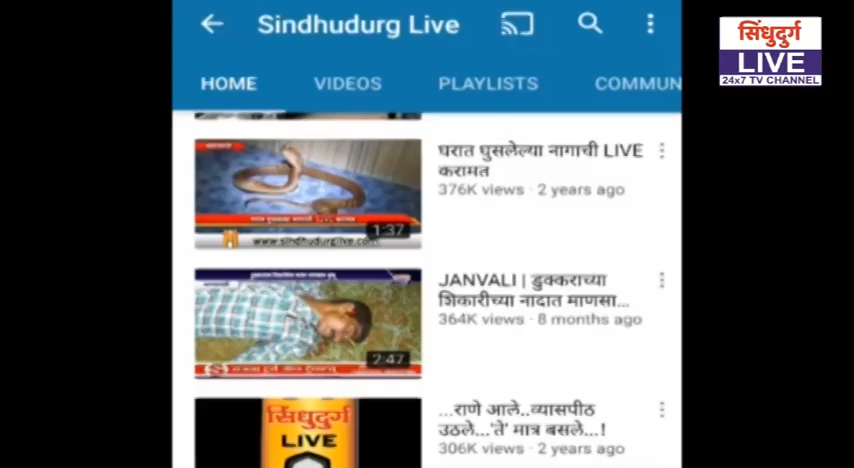 Sindhudurg Live
सिंधुदुर्ग
LIVE
24x7 TV CHANNEL
HOME
VIDEOS
PLAYLISTS
COMMUN
घरात घुसलेल्या नागाची LIVE
करामत
376K views · 2 years ago
1:37
www.sindhudurglive.com
JANVALI | डुक्कराच्या
शिकारीच्या नादात माणसा...
364K views · 8 months ago
2:47
सिंधुदुर्ग
LIVE
...राणे आले..व्यासपीठ
उठले...'ते' मात्र बसले...!
306K views · 2 years ago